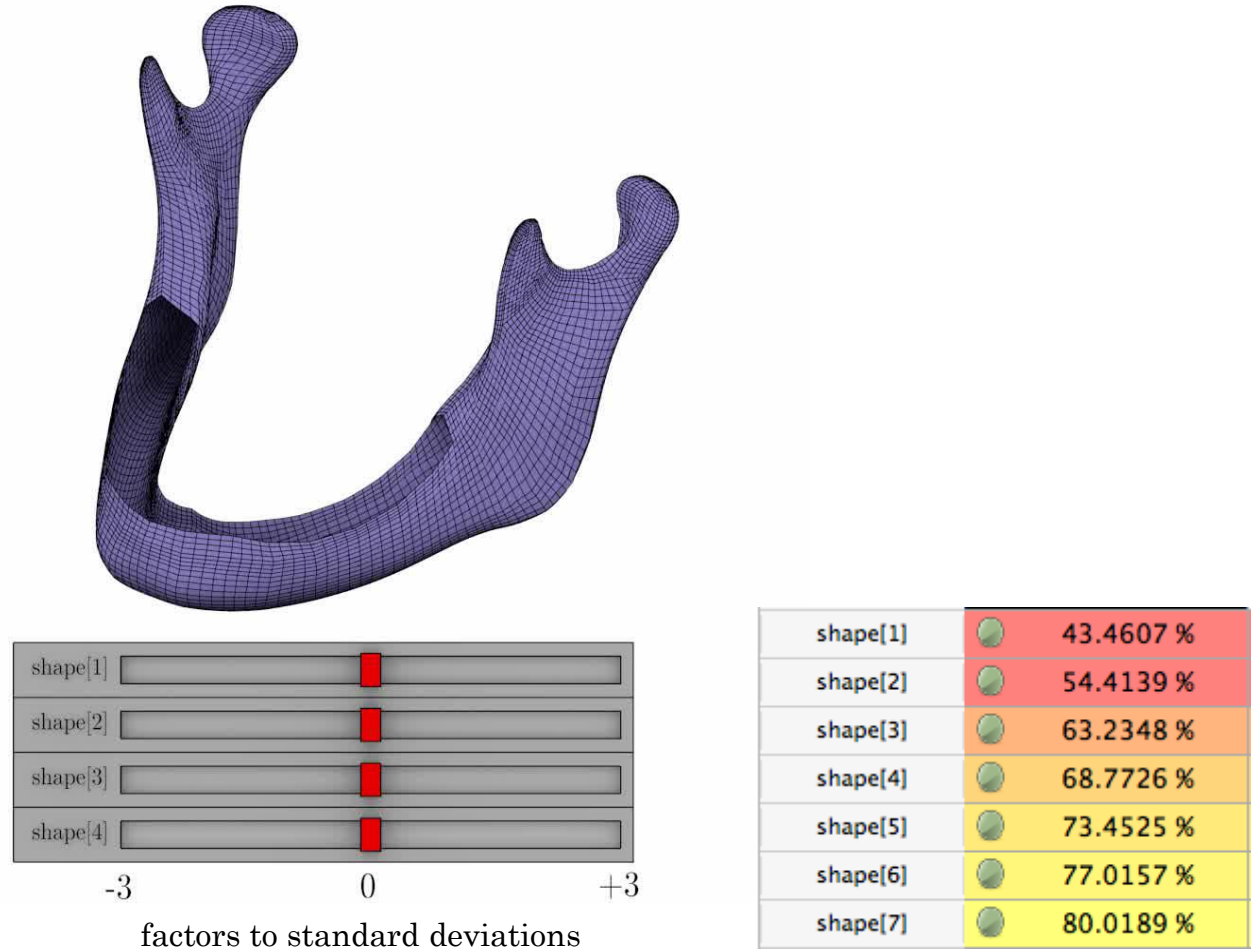 shape[1]
shape[2]
shape[3]
shape[4]
-3 0 +3
factors to standard deviations
shape[1] 43.4607 %
shape[2] 54.4139 %
shape[3] 63.2348 %
shape[4] 68.7726 %
shape[5] 73.4525 %
shape[6] 77.0157 %
shape[7] 80.0189 %